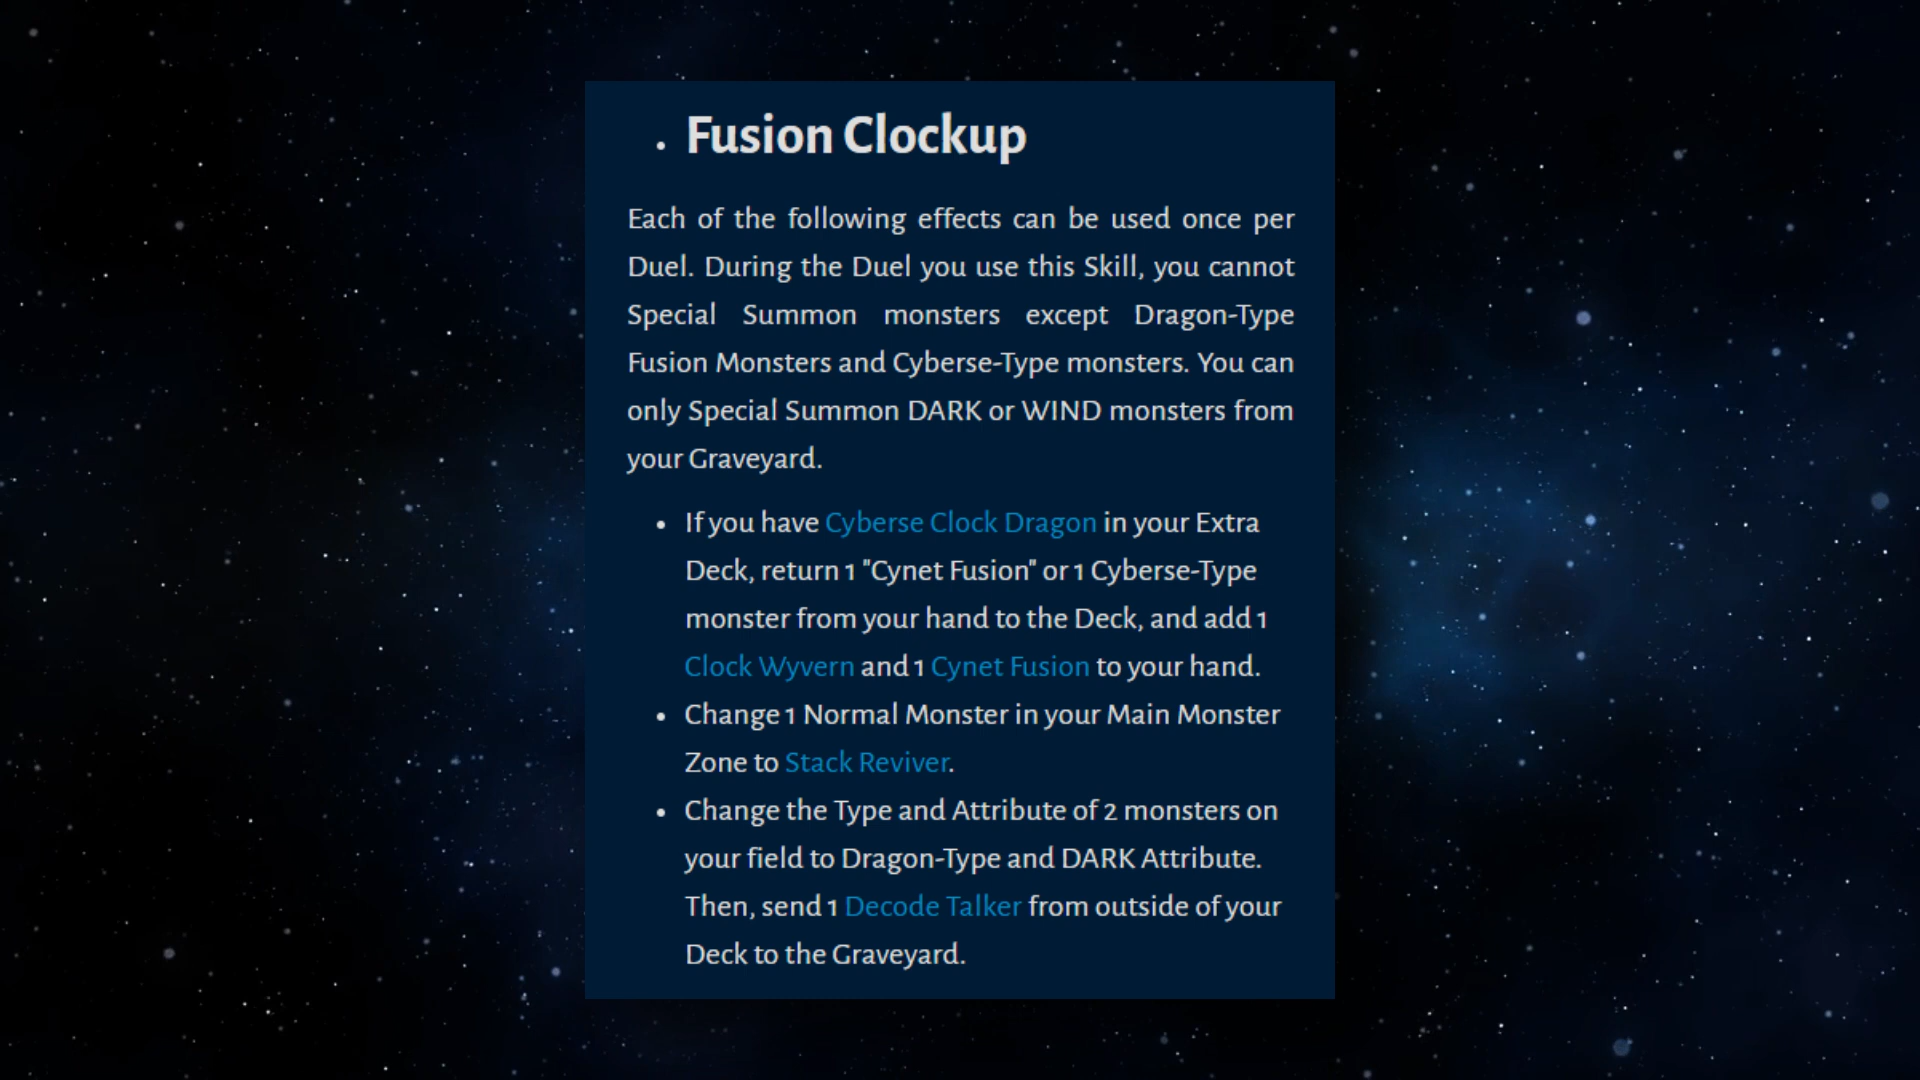 • Fusion Clockup
Each of the following effects can be used once per
Duel. During the Duel you use this Skill, you cannot
Special Summon monsters except Dragon-Type
Fusion Monsters and Cyberse-Type monsters. You can
only Special Summon DARK or WIND monsters from
your Graveyard.
• If you have Cyberse Clock Dragon in your Extra
Deck, return 1 "Cynet Fusion" or 1 Cyberse-Type
monster from your hand to the Deck, and add 1
Clock Wyvern and 1 Cynet Fusion to your hand.
• Change 1 Normal Monster in your Main Monster
Zone to Stack Reviver.
• Change the Type and Attribute of 2 monsters on
your field to Dragon-Type and DARK Attribute.
Then, send 1 Decode Talker from outside of your
Deck to the Graveyard.